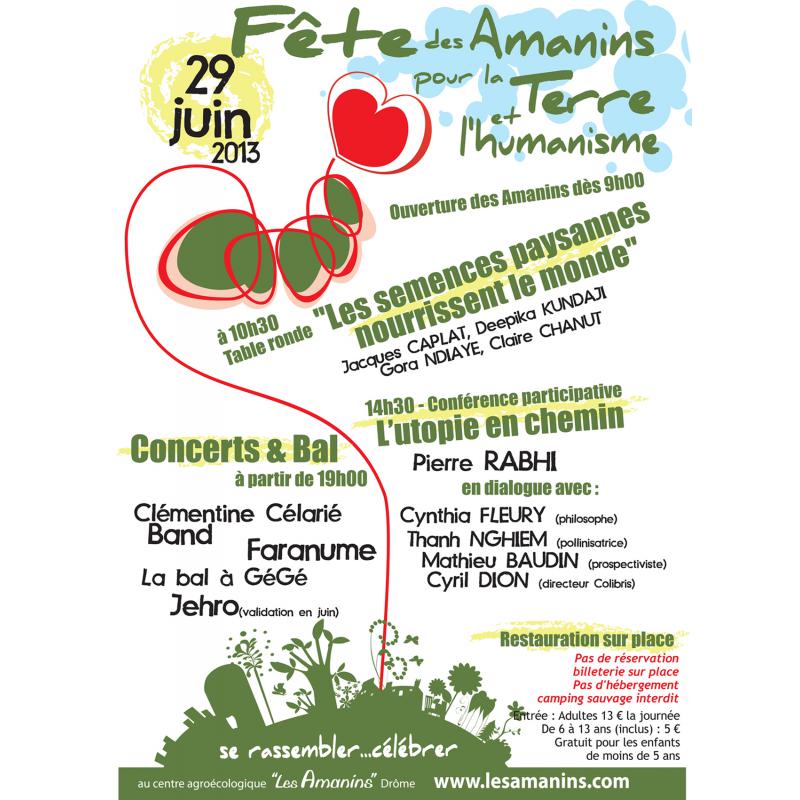 Fête des Amanins
pour la Terre
et
l'humanisme
29
juin
2013
Ouverture des Amanins dès 9h00
à 10h30
Table ronde
"Les semences paysannes
nourrissent le monde"
Jacques CAPLAT, Deepika KUNDAJI
Gora NDIAYE, Claire CHANUT
14h30 - Conférence participative
L'utopie en chemin
Pierre RABHI
en dialogue avec :
Cynthia FLEURY (philosophe)
Thanh NGHIEM (pollinisatrice)
Mathieu BAUDIN (prospectiviste)
Cyril DION (directeur Colibris)
Concerts & Bal
à partir de 19h00
Clémentine Célarié
Band
Faranume
La bal à GéGé
Jehro (validation en juin)
Restauration sur place
Pas de réservation
billeterie sur place
Pas d'hébergement
camping sauvage interdit
Entrée : Adultes 13 € la journée
De 6 à 13 ans (inclus) : 5 €
Gratuit pour les enfants
de moins de 5 ans
se rassembler...célébrer
au centre agroécologique "Les Amanins" Drôme www.lesamanins.com